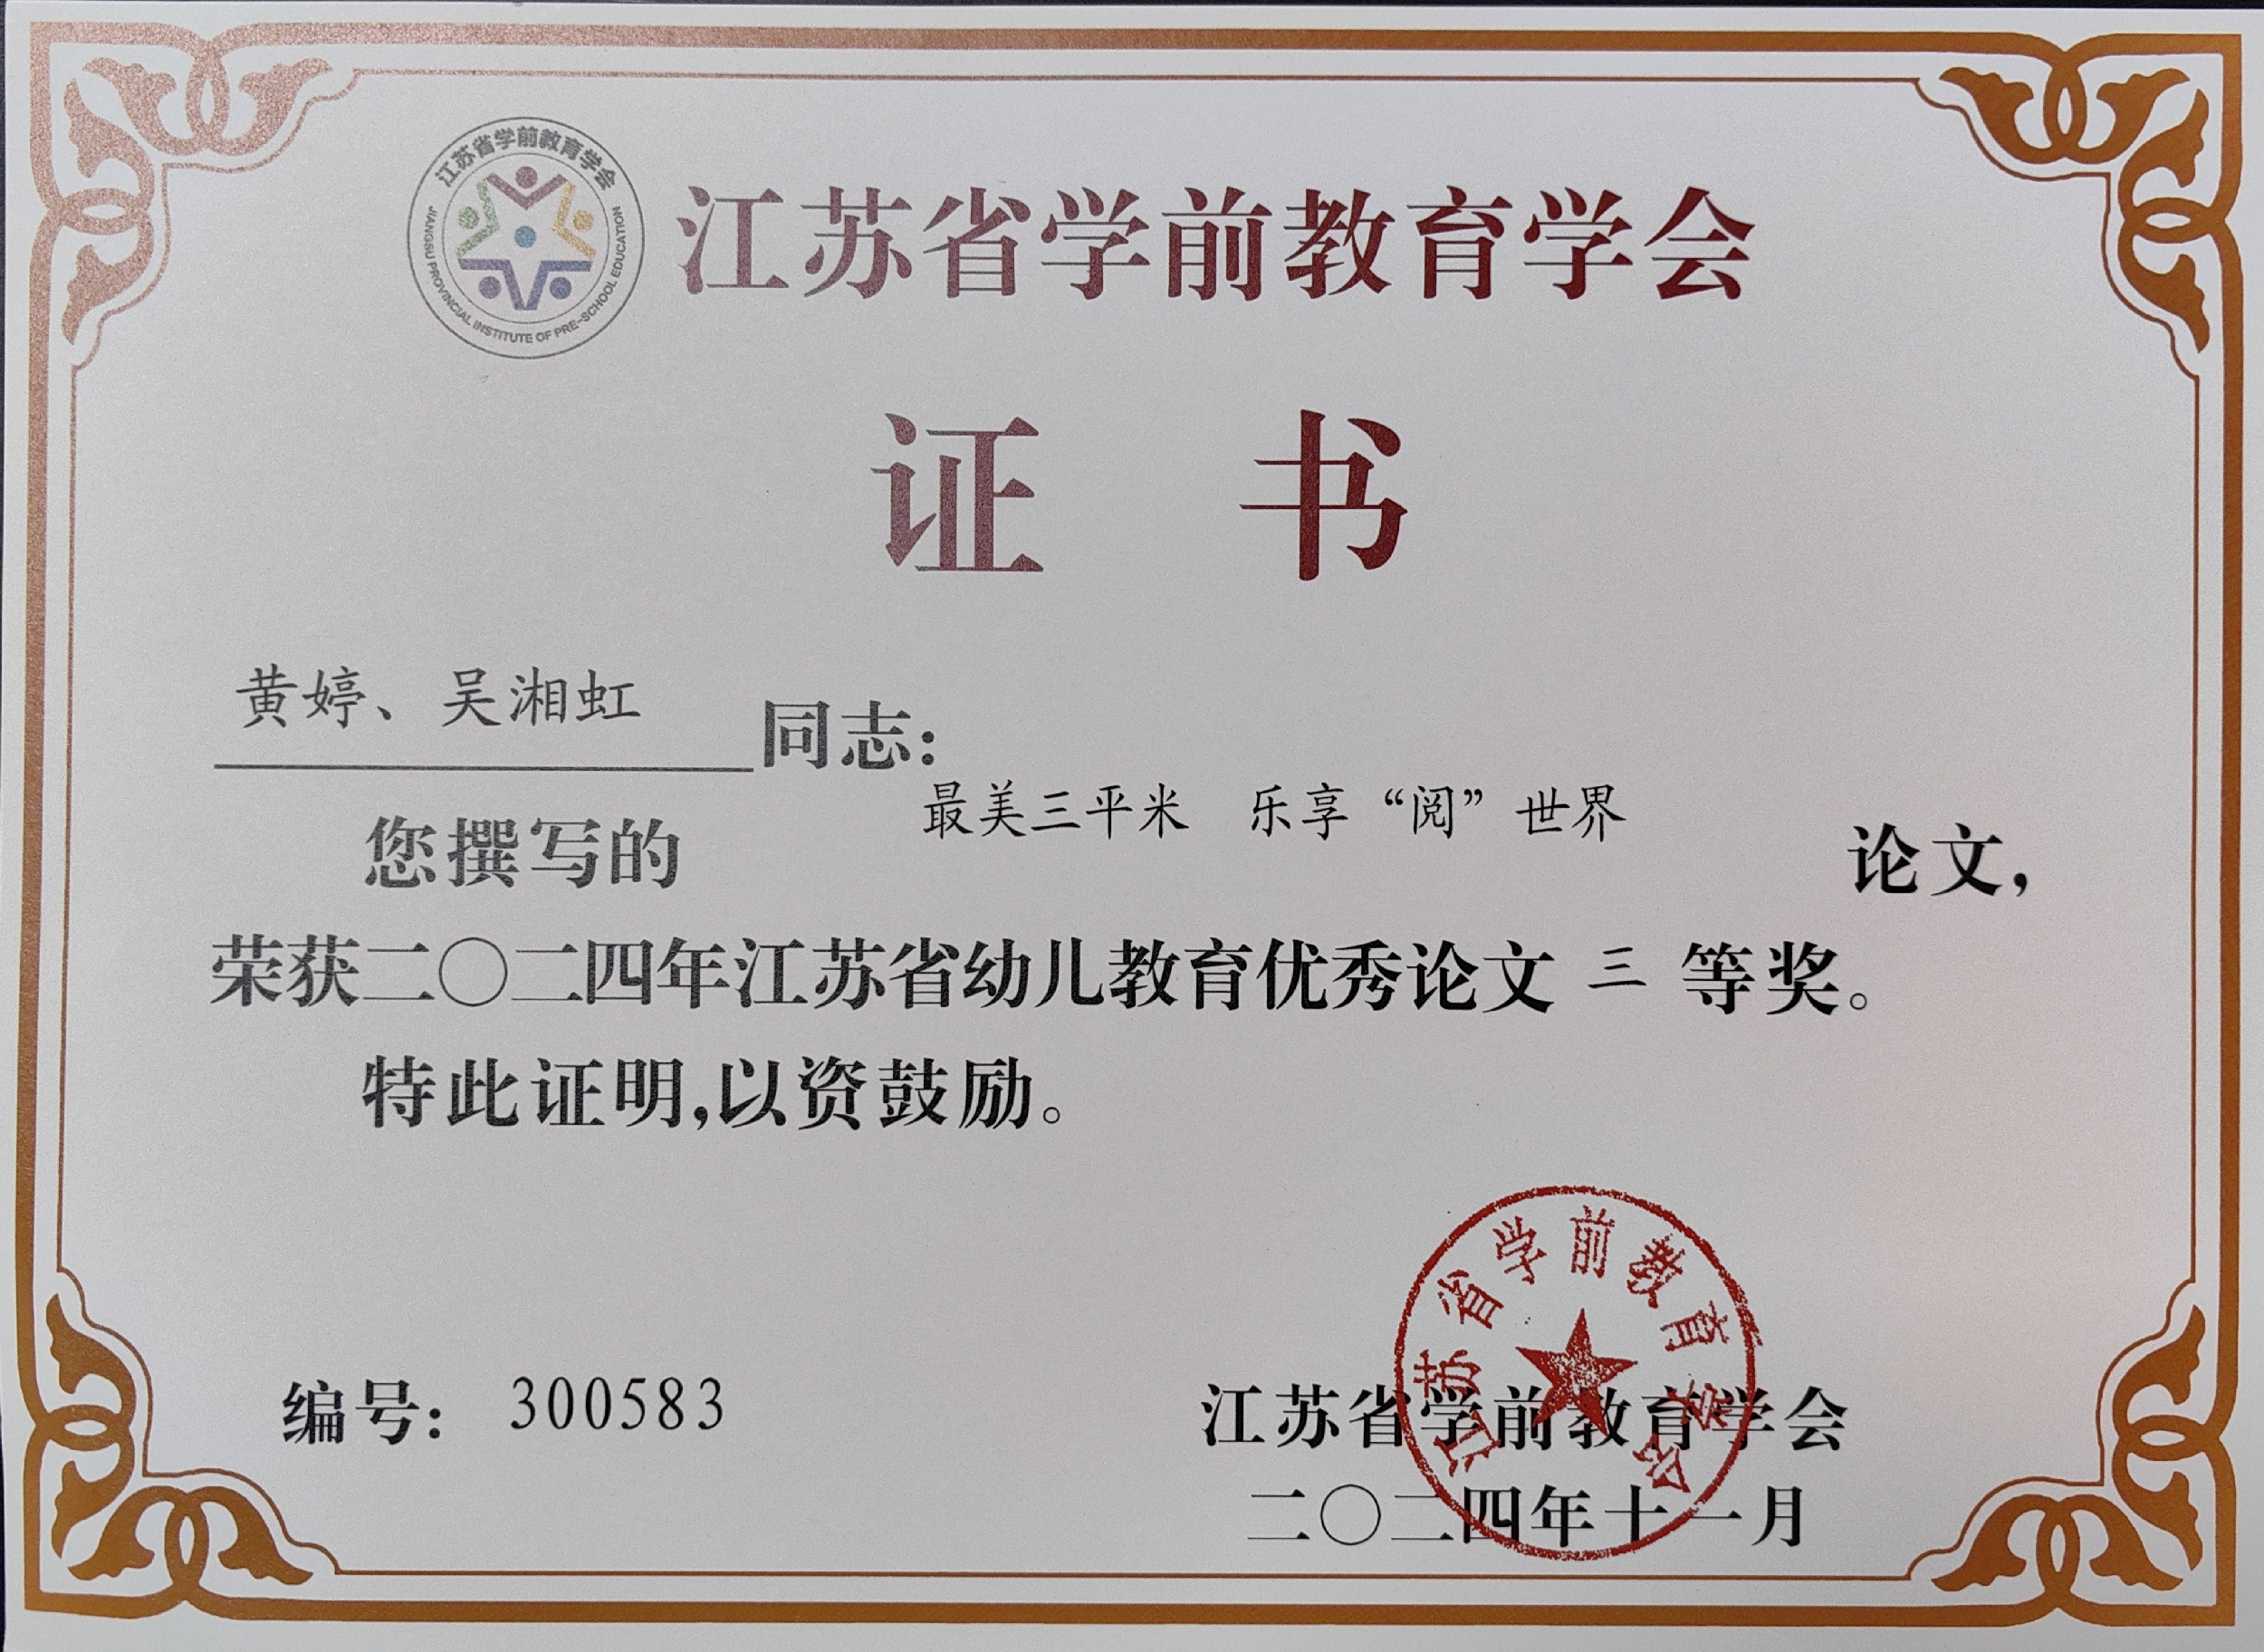 江苏省学前教育学会
JIANGSU PROVINCIAL INSTITUTE OF PRE-SCHOOL EDUCATION
江苏省学前教育学会
证 书
黄婷、吴湘虹 同志：
您撰写的 最美三平米 乐享“阅”世界 论文，
荣获二〇二四年江苏省幼儿教育优秀论文 三 等奖。
特此证明，以资鼓励。
编号： 300583
江苏省学前教育学会
二〇二四年十一月
江苏省学前教育学会